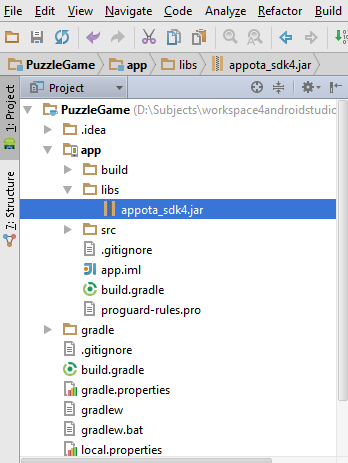 File Edit View Navigate Code Analyze Refactor Build
PuzzleGame app libs appota_sdk4.jar
1: Project
7: Structure
Project
PuzzleGame (D:\Subjects\workspace4androidstudio
.idea
app
build
libs
appota_sdk4.jar
src
.gitignore
app.iml
build.gradle
proguard-rules.pro
gradle
.gitignore
build.gradle
gradle.properties
gradlew
gradlew.bat
local.properties